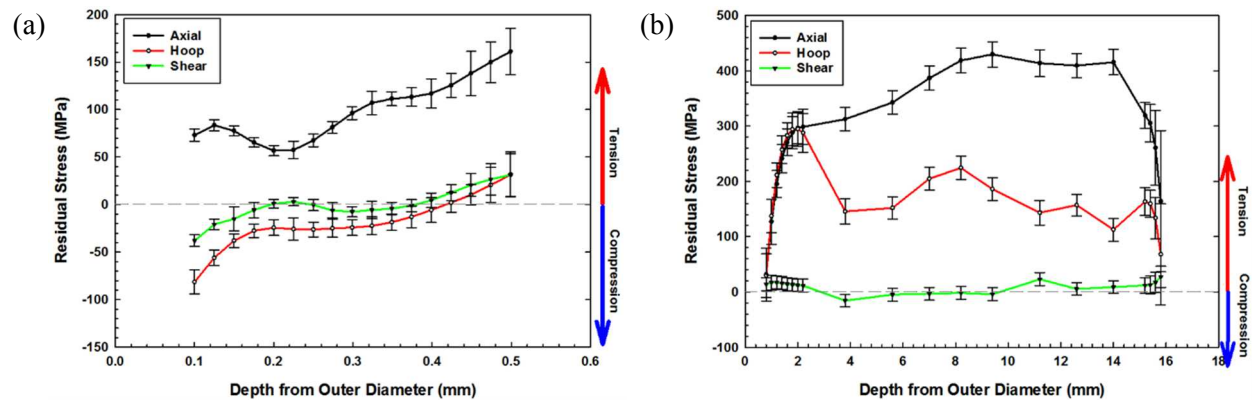 (a)
Residual Stress (MPa)
200
150
100
50
0
-50
-100
-150
Axial
Hoop
Shear
0.0 0.1 0.2 0.3 0.4 0.5 0.6
Depth from Outer Diameter (mm)
Tension
Compression
(b)
Residual Stress (MPa)
500
400
300
200
100
0
-100
Axial
Hoop
Shear
0 2 4 6 8 10 12 14 16 18
Depth from Outer Diameter (mm)
Tension
Compression